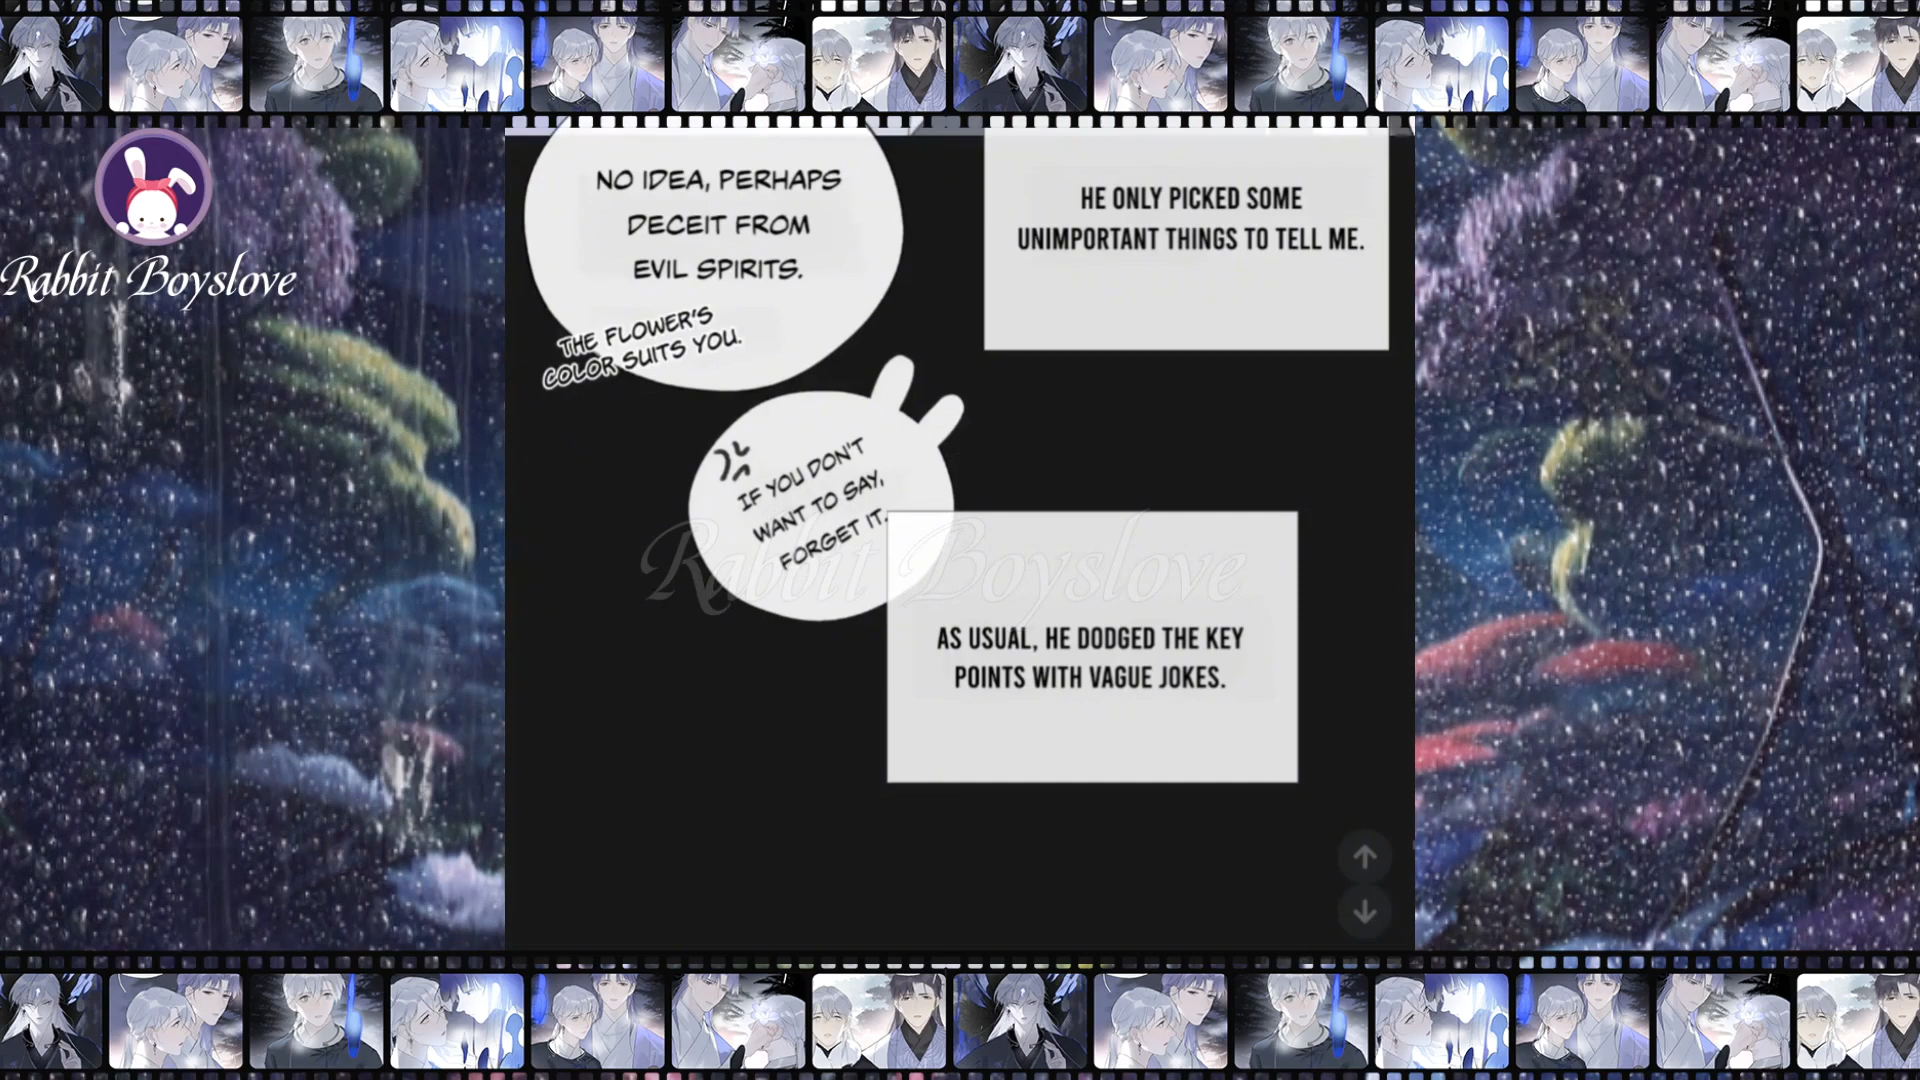 Rabbit Boyslove
NO IDEA, PERHAPS
DECEIT FROM
EVIL SPIRITS.
THE FLOWER'S
COLOR SUITS YOU.
HE ONLY PICKED SOME
UNIMPORTANT THINGS TO TELL ME.
IF YOU DON'T
WANT TO SAY,
FORGET IT.
Rabbit Boyslove
AS USUAL, HE DODGED THE KEY
POINTS WITH VAGUE JOKES.